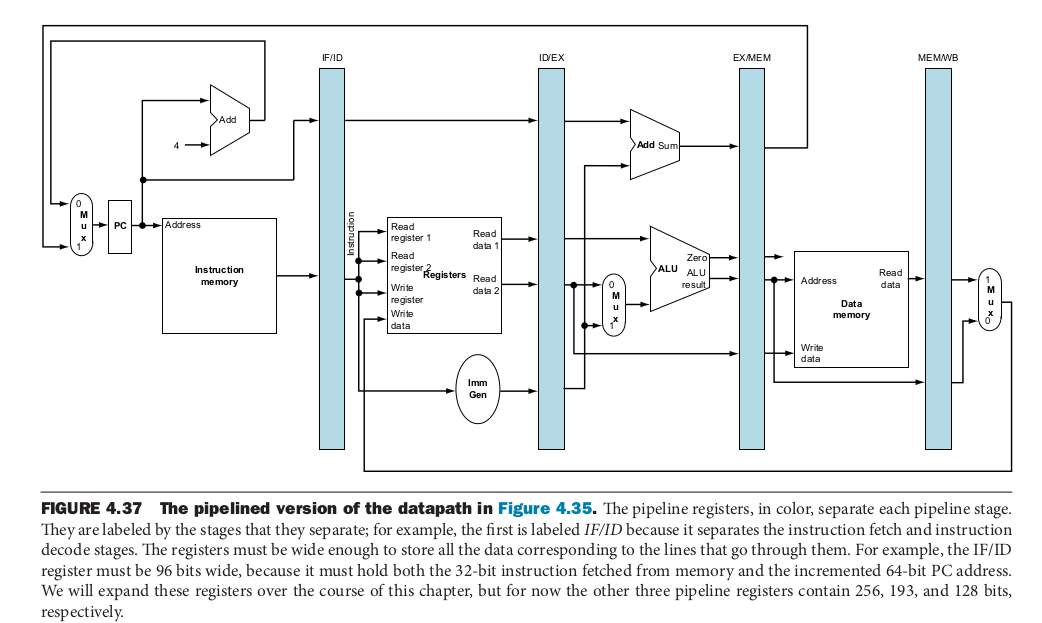 IF/ID
ID/EX
EX/MEM
MEM/WB
Add
4
Add Sum
0
M
u
x
1
PC
Address
Instruction
memory
Instruction
Read
register 1
Read
register 2
Write
register
Write
data
Registers
Read
data 1
Read
data 2
Imm
Gen
0
M
u
x
1
Zero
ALU
ALU
result
Address
Read
data
Data
memory
Write
data
1
M
u
x
0
FIGURE 4.37 The pipelined version of the datapath in Figure 4.35. The pipeline registers, in color, separate each pipeline stage.
They are labeled by the stages that they separate; for example, the first is labeled IF/ID because it separates the instruction fetch and instruction
decode stages. The registers must be wide enough to store all the data corresponding to the lines that go through them. For example, the IF/ID
register must be 96 bits wide, because it must hold both the 32-bit instruction fetched from memory and the incremented 64-bit PC address.
We will expand these registers over the course of this chapter, but for now the other three pipeline registers contain 256, 193, and 128 bits,
respectively.